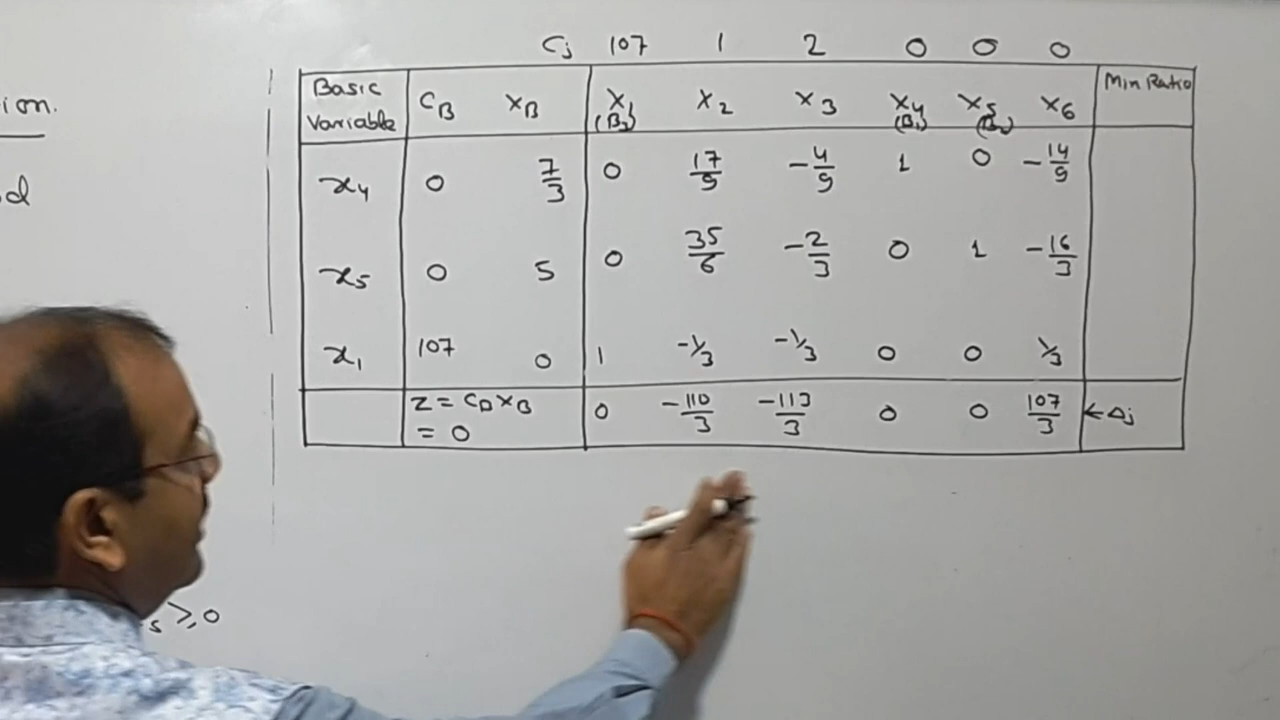 Cj 107 1 2 0 0 0
Basic Variable CB XB X1 (B3) X2 X3 X4 (B1) X5 X6 Min Ratio
x4 0 7/3 0 17/9 -4/9 1 0 -14/9
x5 0 5 0 35/6 -2/3 0 1 -16/3
x1 107 0 1 -1/3 -1/3 0 0 1/3
Z = CB XB 0 -110/3 -113/3 0 0 107/3 ←Δj
= 0
ion.
d
5 ≥, 0